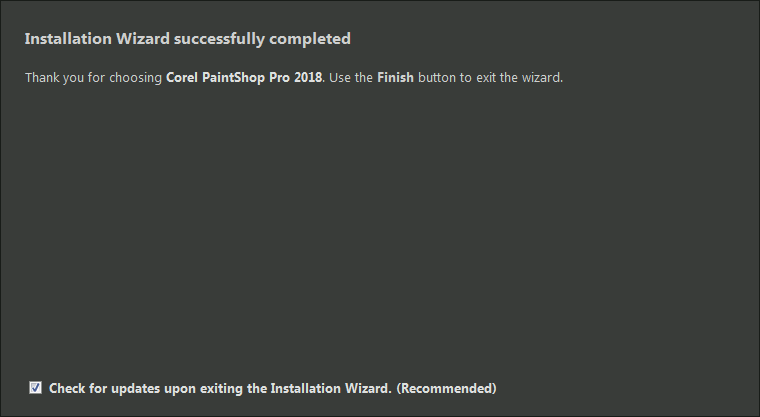 Installation Wizard successfully completed
Thank you for choosing Corel PaintShop Pro 2018. Use the Finish button to exit the wizard.
Check for updates upon exiting the Installation Wizard. (Recommended)